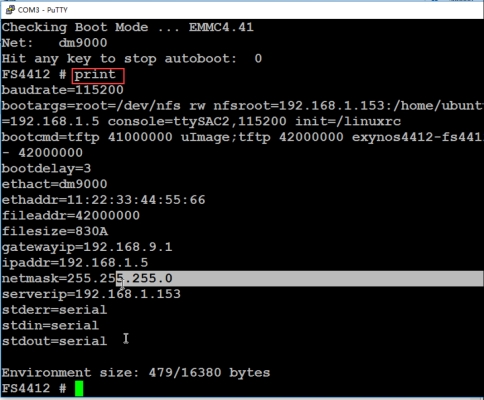 COM3 - PuTTY
Checking Boot Mode ... EMMC4.41
Net:   dm9000
Hit any key to stop autoboot:  0
FS4412 # print
baudrate=115200
bootargs=root=/dev/nfs rw nfsroot=192.168.1.153:/home/ubunt
=192.168.1.5 console=ttySAC2,115200 init=/linuxrc
bootcmd=tftp 41000000 uImage;tftp 42000000 exynos4412-fs441
- 42000000
bootdelay=3
ethact=dm9000
ethaddr=11:22:33:44:55:66
fileaddr=42000000
filesize=830A
gatewayip=192.168.9.1
ipaddr=192.168.1.5
netmask=255.255.255.0
serverip=192.168.1.153
stderr=serial
stdin=serial
stdout=serial
Environment size: 479/16380 bytes
FS4412 #